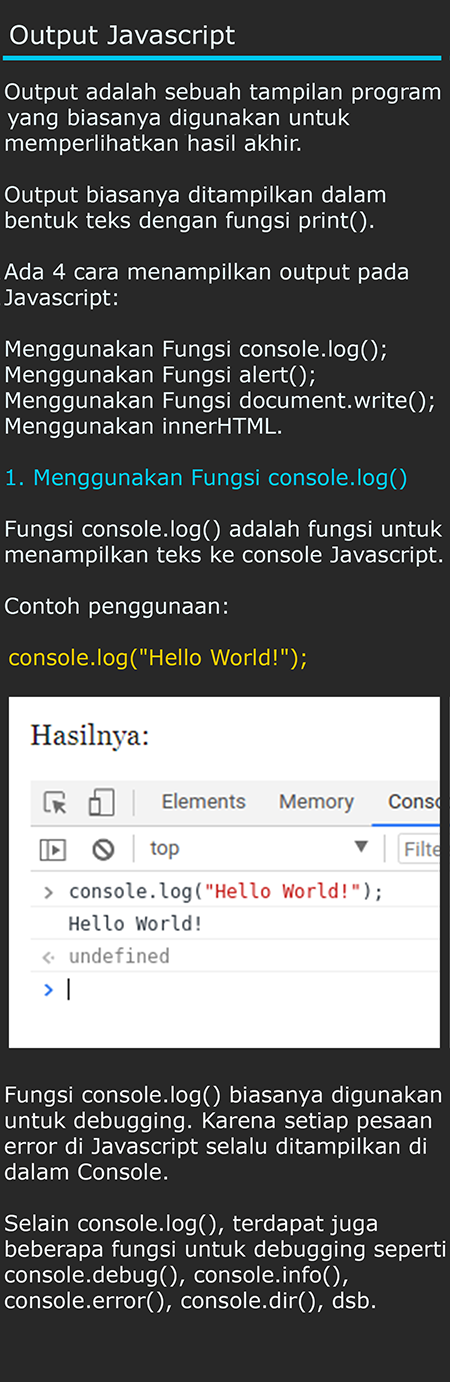 Output Javascript
Output adalah sebuah tampilan program
yang biasanya digunakan untuk
memperlihatkan hasil akhir.
Output biasanya ditampilkan dalam
bentuk teks dengan fungsi print().
Ada 4 cara menampilkan output pada
Javascript:
Menggunakan Fungsi console.log();
Menggunakan Fungsi alert();
Menggunakan Fungsi document.write();
Menggunakan innerHTML.
1. Menggunakan Fungsi console.log()
Fungsi console.log() adalah fungsi untuk
menampilkan teks ke console Javascript.
Contoh penggunaan:
console.log("Hello World!");
Hasilnya:
Elements Memory Conso
top ▼ Filte
> console.log("Hello World!");
Hello World!
undefined
>
Fungsi console.log() biasanya digunakan
untuk debugging. Karena setiap pesaan
error di Javascript selalu ditampilkan di
dalam Console.
Selain console.log(), terdapat juga
beberapa fungsi untuk debugging seperti
console.debug(), console.info(),
console.error(), console.dir(), dsb.